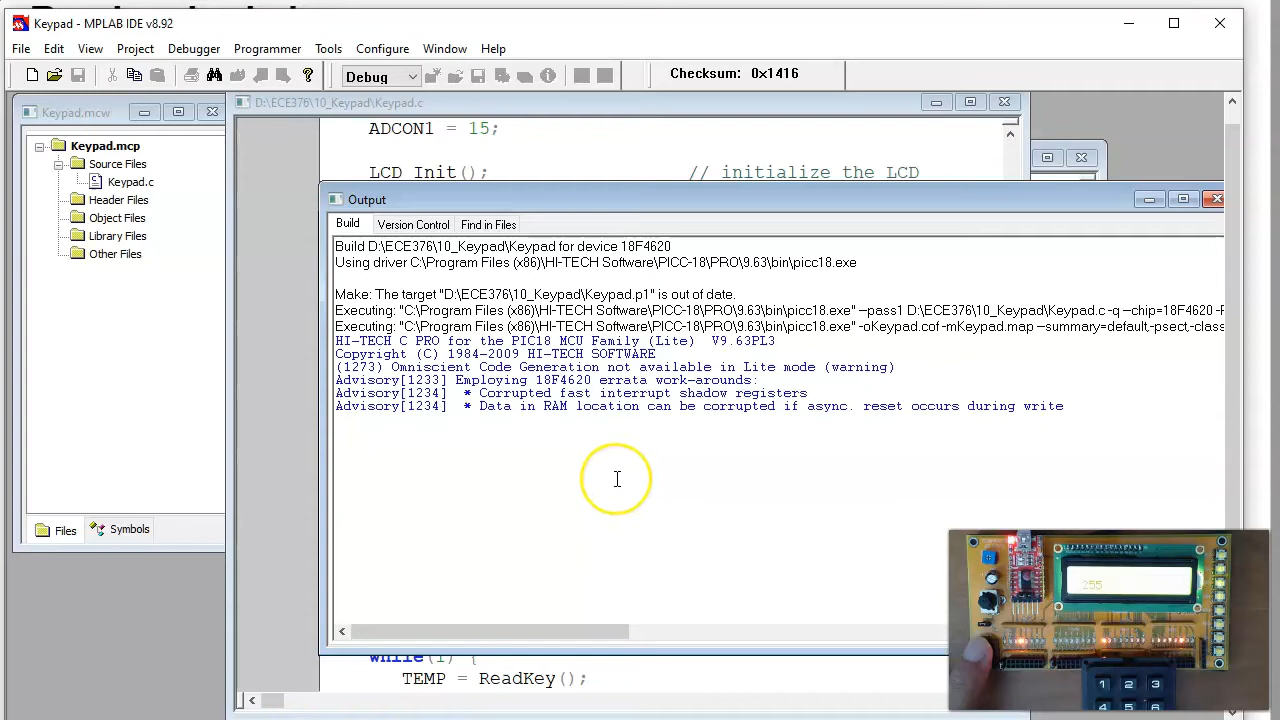 Keypad - MPLAB IDE v8.92
File Edit View Project Debugger Programmer Tools Configure Window Help
Debug
Checksum: 0x1416
Keypad.mcw
D:\ECE376\10_Keypad\Keypad.c
Keypad.mcp
Source Files
Keypad.c
Header Files
Object Files
Library Files
Other Files
Files
Symbols
ADCON1 = 15;
LCD_Init(); // initialize the LCD
Output
Build Version Control Find in Files
Build D:\ECE376\10_Keypad\Keypad for device 18F4620
Using driver C:\Program Files (x86)\HI-TECH Software\PICC-18\PRO\9.63\bin\picc18.exe
Make: The target "D:\ECE376\10_Keypad\Keypad.p1" is out of date.
Executing: "C:\Program Files (x86)\HI-TECH Software\PICC-18\PRO\9.63\bin\picc18.exe" --pass1 D:\ECE376\10_Keypad\Keypad.c -q --chip=18F4620 -P
Executing: "C:\Program Files (x86)\HI-TECH Software\PICC-18\PRO\9.63\bin\picc18.exe" -oKeypad.cof -mKeypad.map --summary=default,-psect,-class
HI-TECH C PRO for the PIC18 MCU Family (Lite) V9.63PL3
Copyright (C) 1984-2009 HI-TECH SOFTWARE
(1273) Omniscient Code Generation not available in Lite mode (warning)
Advisory[1233] Employing 18F4620 errata work-arounds:
Advisory[1234] * Corrupted fast interrupt shadow registers
Advisory[1234] * Data in RAM location can be corrupted if async. reset occurs during write
while(1) {
TEMP = ReadKey();
255
1 2 3
4 5 6